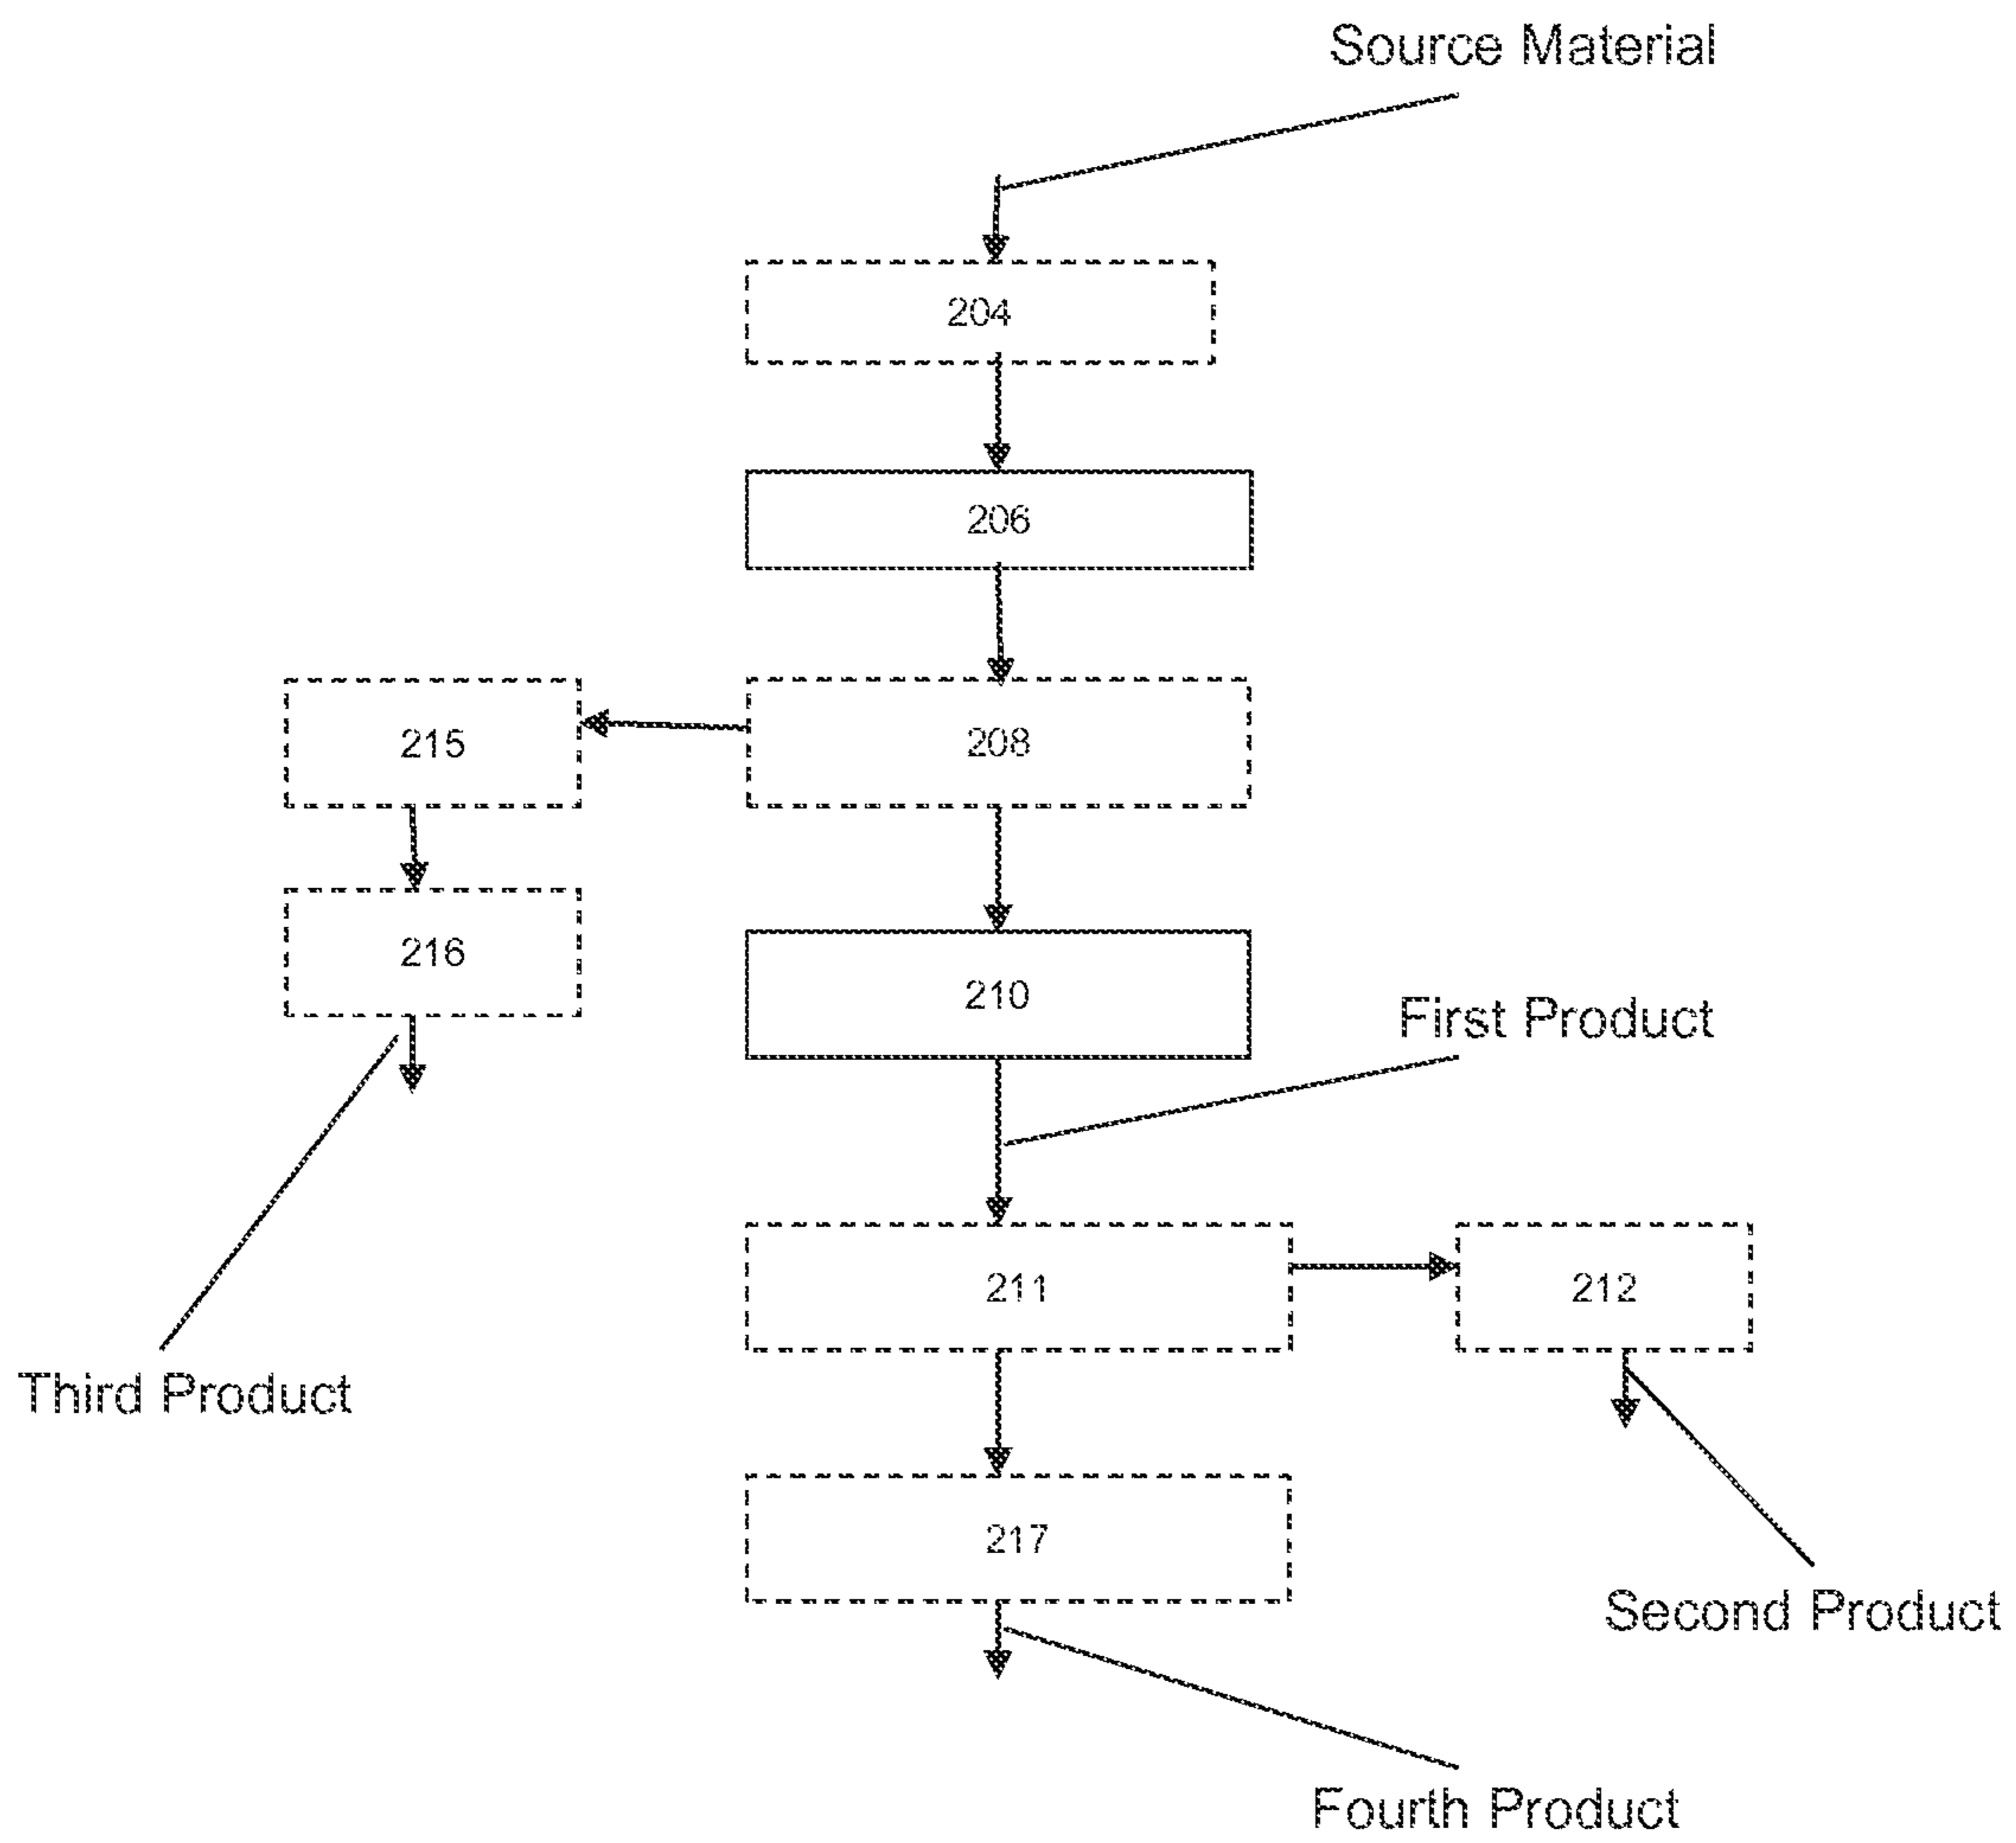 Source Material
204
206
215
208
216
210
First Product
211
212
Third Product
217
Second Product
Fourth Product